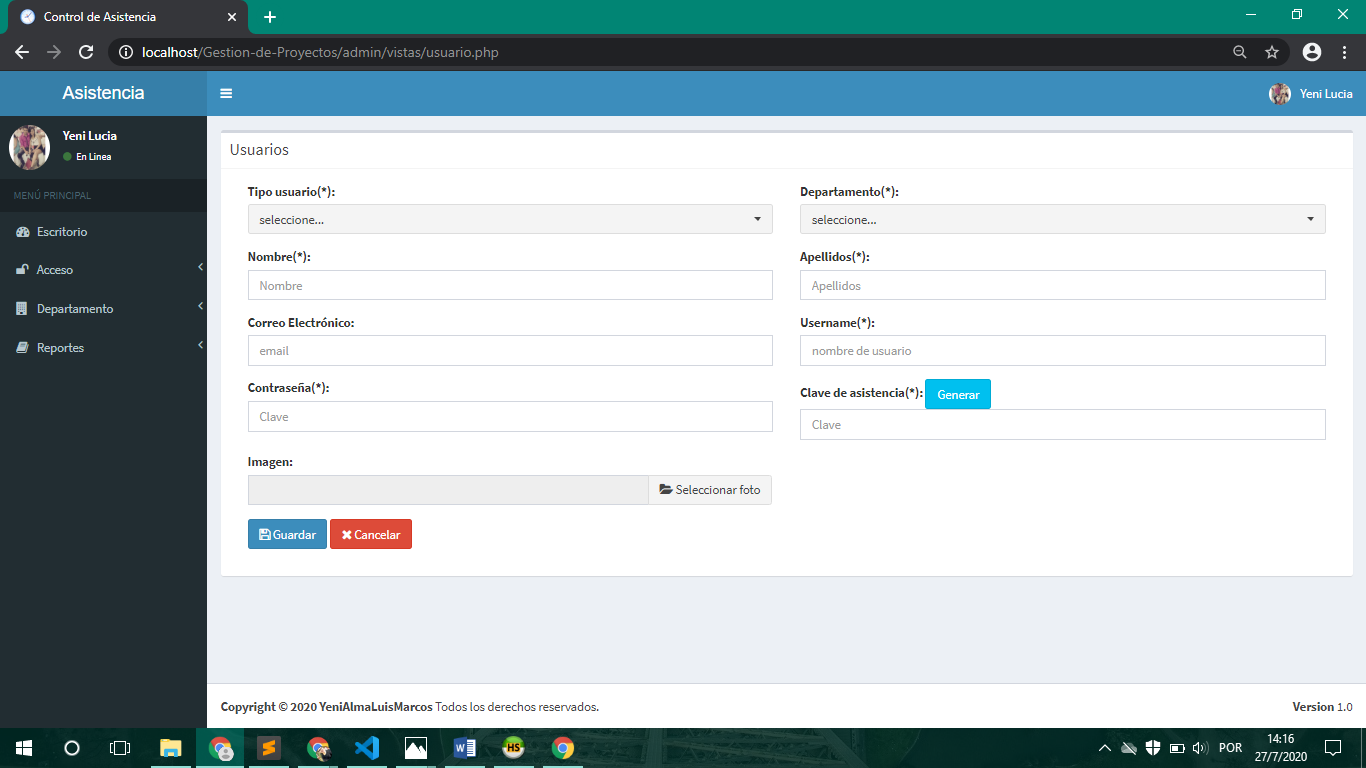 Control de Asistencia
localhost/Gestion-de-Proyectos/admin/vistas/usuario.php
Asistencia
Yeni Lucia
Yeni Lucia
En Linea
MENÚ PRINCIPAL
Escritorio
Acceso
Departamento
Reportes
Usuarios
Tipo usuario(*):
seleccione...
Departamento(*):
seleccione...
Nombre(*):
Nombre
Apellidos(*):
Apellidos
Correo Electrónico:
email
Username(*):
nombre de usuario
Contraseña(*):
Clave
Clave de asistencia(*): Generar
Clave
Imagen:
Seleccionar foto
Guardar Cancelar
Copyright © 2020 YeniAlmaLuisMarcos Todos los derechos reservados.
Version 1.0
HS
POR
14:16
27/7/2020